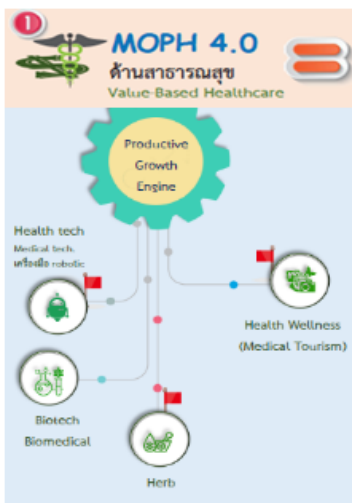 1
MOPH 4.0
ด้านสาธารณสุข
Value-Based Healthcare
Productive
Growth
Engine
Health tech
Medical tech.
เครื่องมือ robotic
Health Wellness
(Medical Tourism)
Biotech
Biomedical
Herb